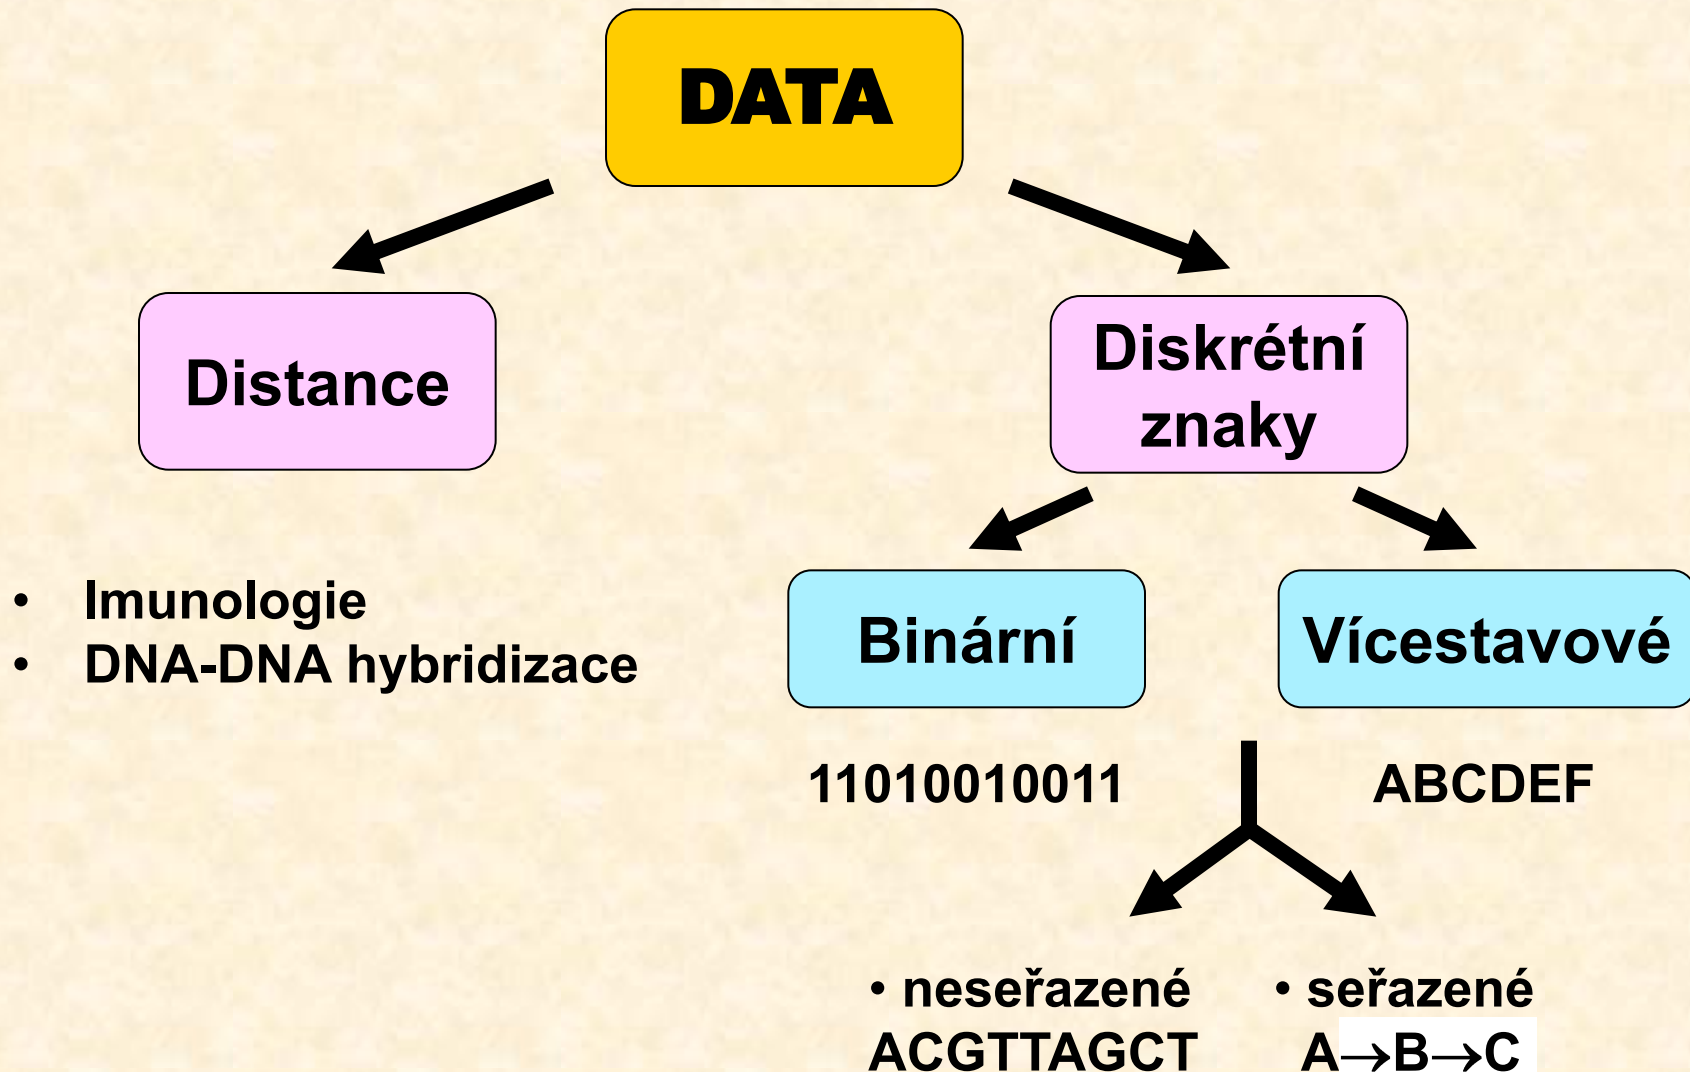 DATA
Distance
Diskrétní
znaky
• Imunologie
• DNA-DNA hybridizace
Binární
Vícestavové
11010010011
ABCDEF
• neseřazené
ACGTTAGCT
• seřazené
A→B→C